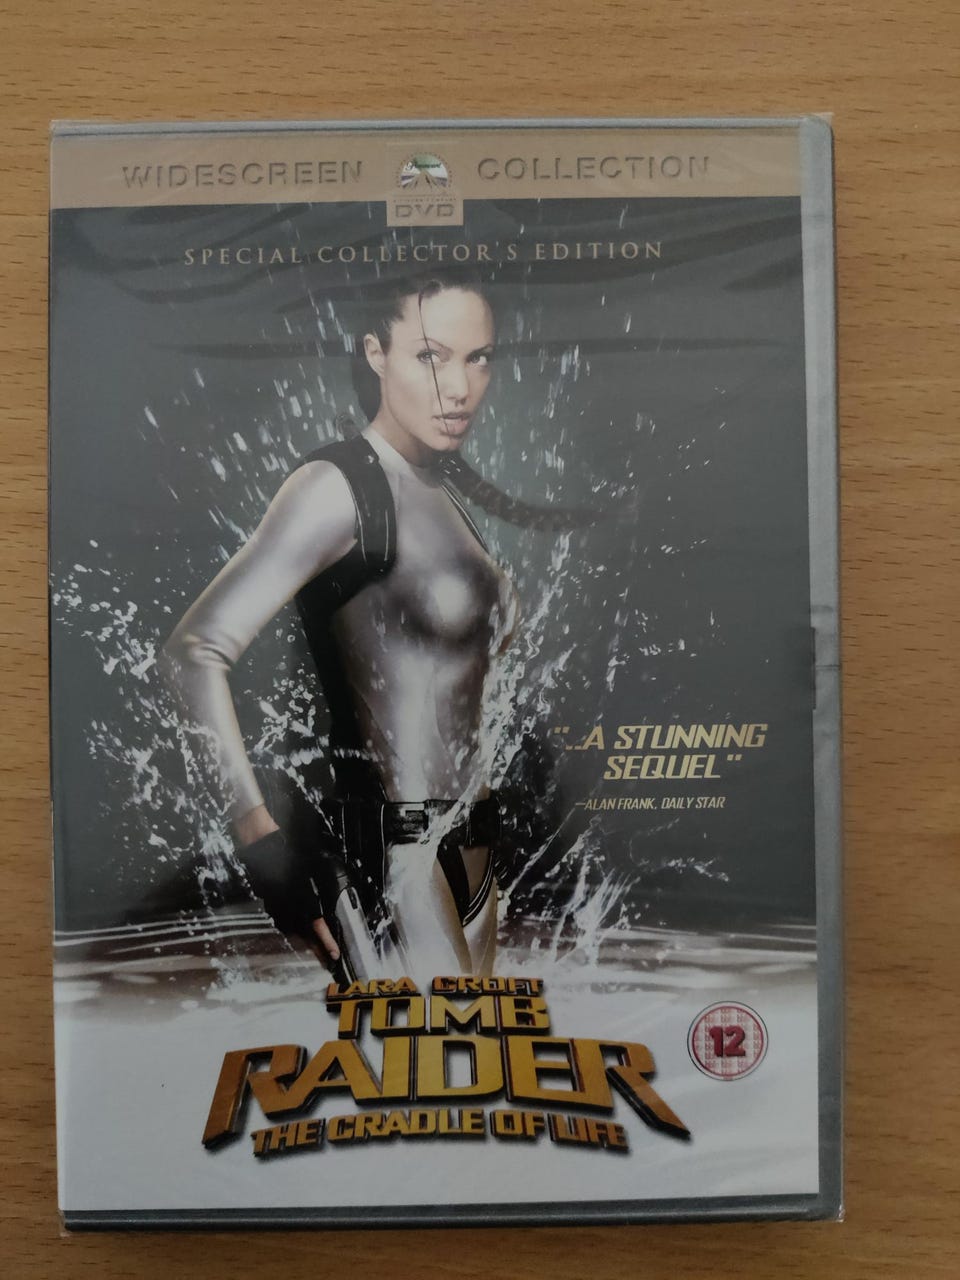 WIDESCREEN COLLECTION
Paramount
DVD
SPECIAL COLLECTOR'S EDITION
"...A STUNNING
SEQUEL"
—ALAN FRANK, DAILY STAR
LARA CROFT
TOMB
RAIDER
THE CRADLE OF LIFE
12